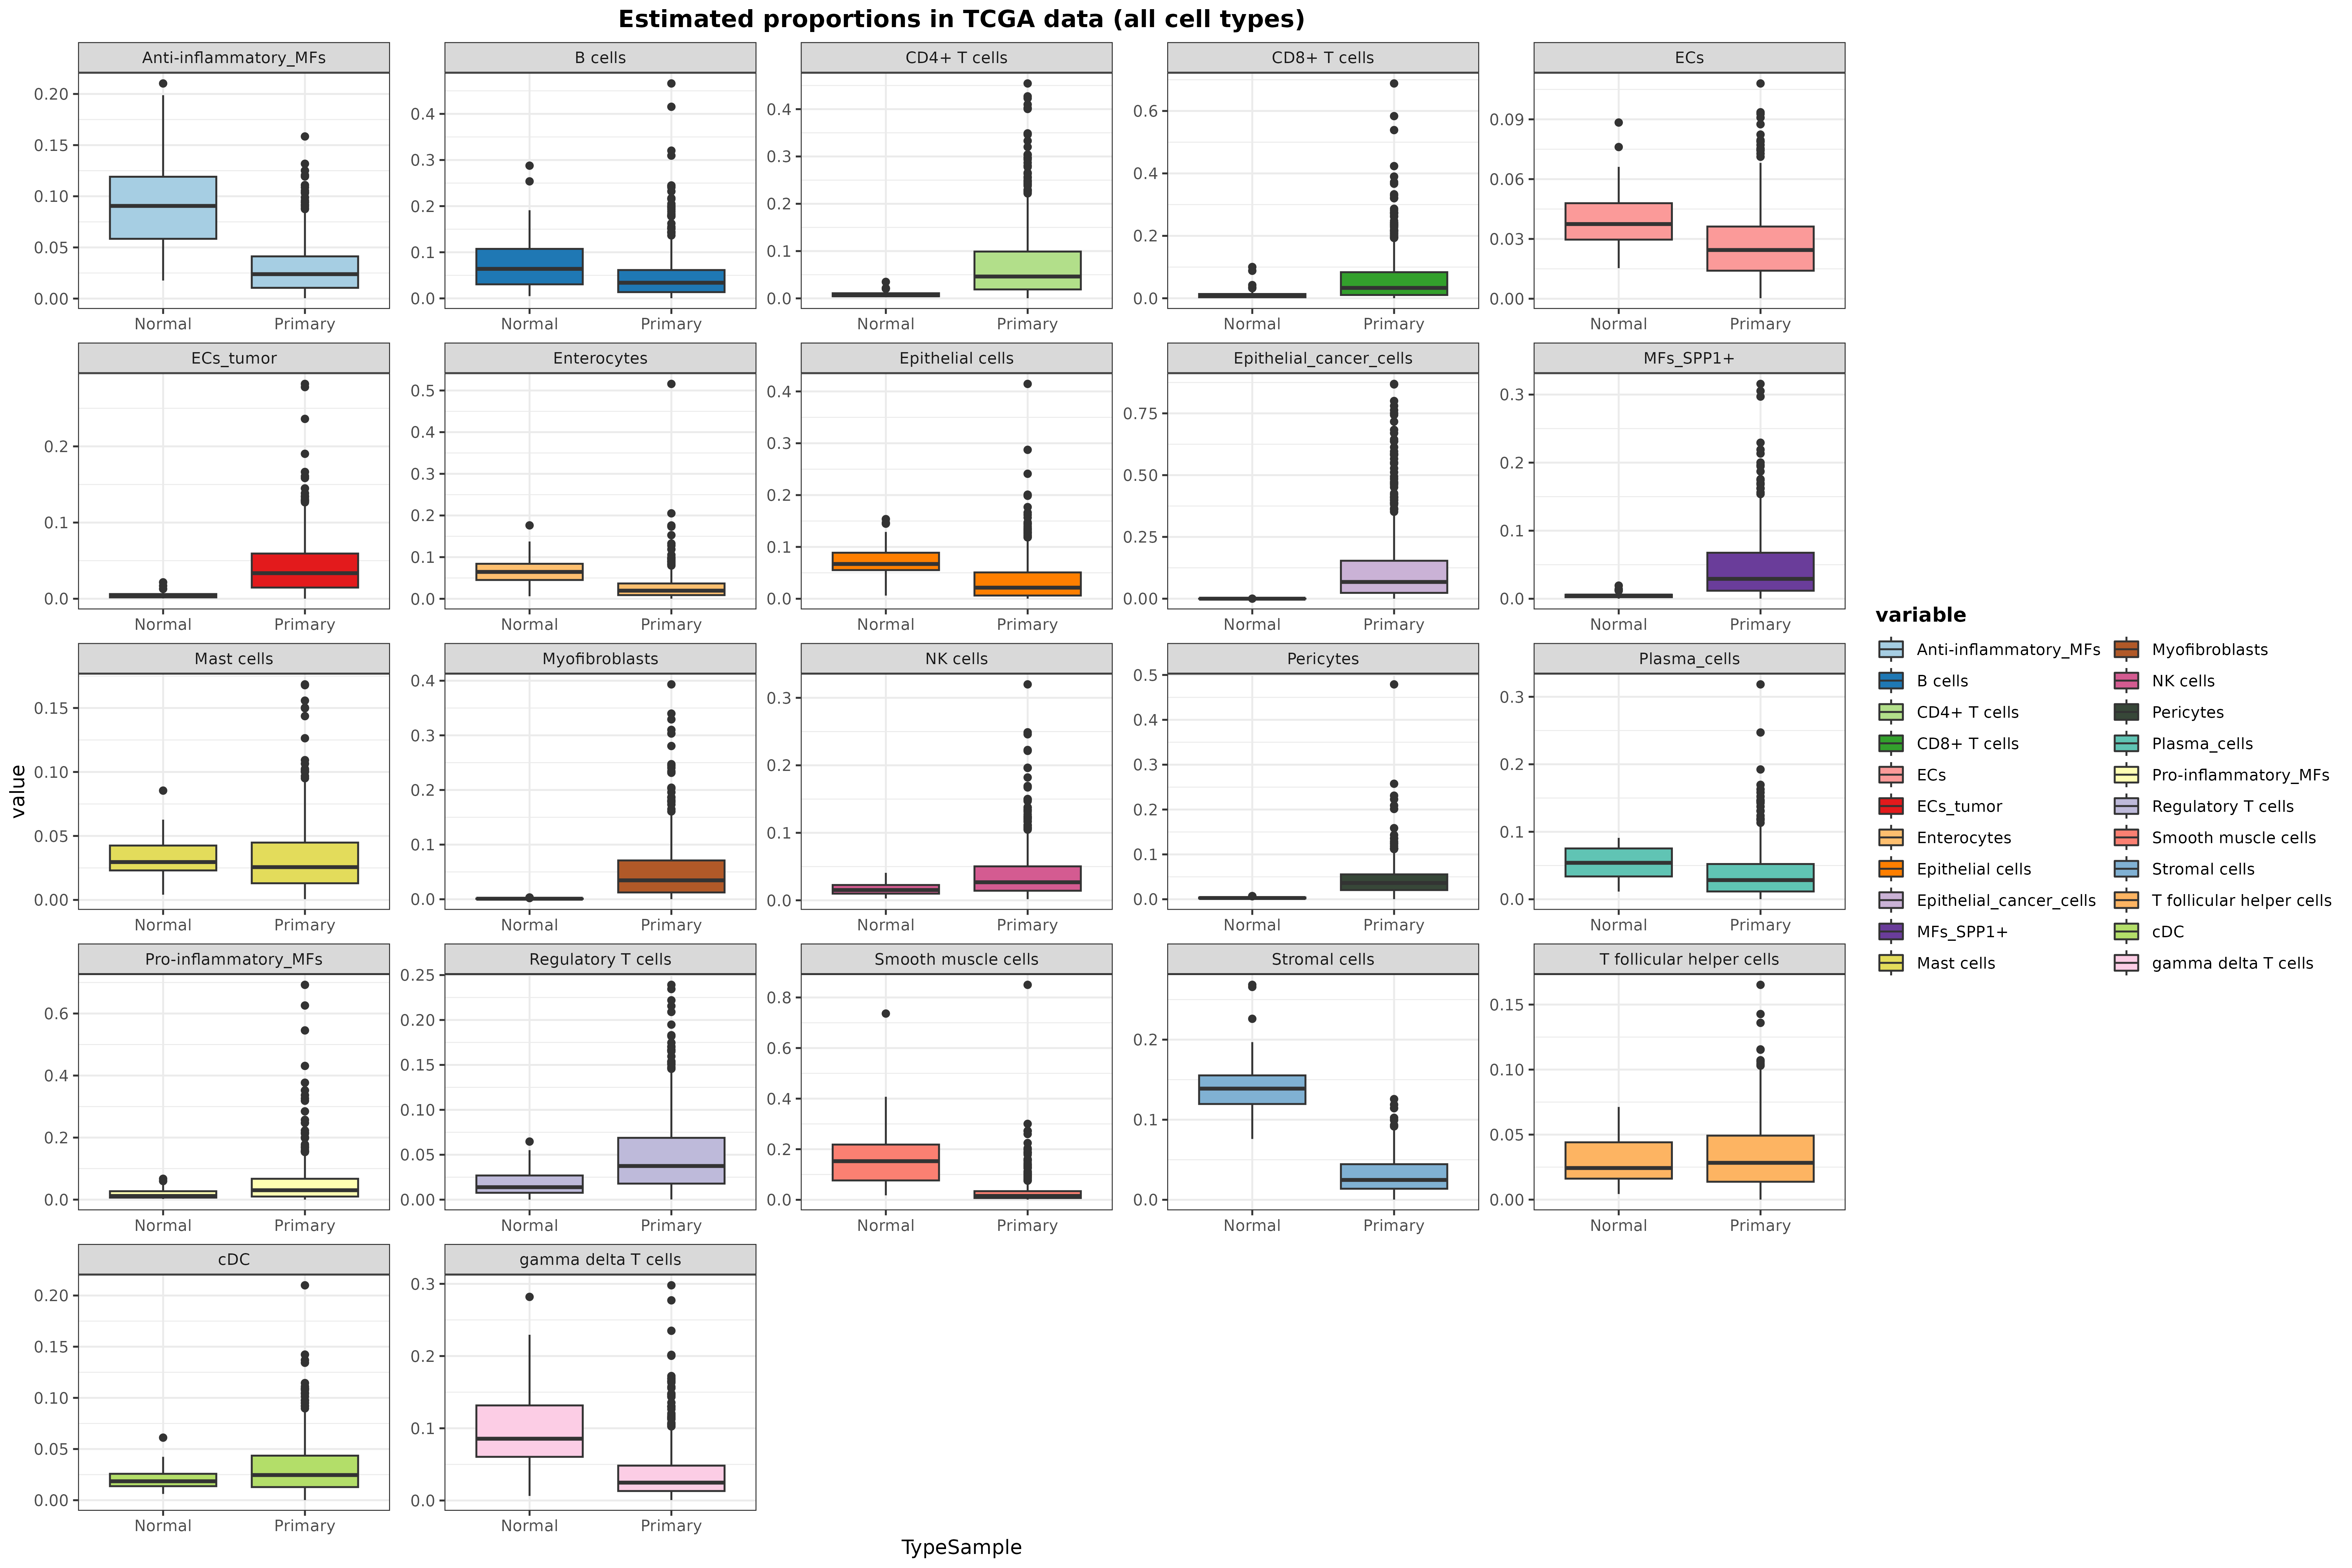 Estimated proportions in TCGA data (all cell types)
Anti-inflammatory_MFs
B cells
CD4+ T cells
CD8+ T cells
ECs
0.20
0.15
0.10
0.05
0.00
0.4
0.3
0.2
0.1
0.0
0.4
0.3
0.2
0.1
0.0
0.6
0.4
0.2
0.0
0.09
0.06
0.03
0.00
Normal Primary
Normal Primary
Normal Primary
Normal Primary
Normal Primary
ECs_tumor
Enterocytes
Epithelial cells
Epithelial_cancer_cells
MFs_SPP1+
0.2
0.1
0.0
0.5
0.4
0.3
0.2
0.1
0.0
0.4
0.3
0.2
0.1
0.0
0.75
0.50
0.25
0.00
0.3
0.2
0.1
0.0
Normal Primary
Normal Primary
Normal Primary
Normal Primary
Normal Primary
value
Mast cells
Myofibroblasts
NK cells
Pericytes
Plasma_cells
0.15
0.10
0.05
0.00
0.4
0.3
0.2
0.1
0.0
0.3
0.2
0.1
0.0
0.5
0.4
0.3
0.2
0.1
0.0
0.3
0.2
0.1
0.0
Normal Primary
Normal Primary
Normal Primary
Normal Primary
Normal Primary
Pro-inflammatory_MFs
Regulatory T cells
Smooth muscle cells
Stromal cells
T follicular helper cells
0.6
0.4
0.2
0.0
0.25
0.20
0.15
0.10
0.05
0.00
0.8
0.6
0.4
0.2
0.0
0.2
0.1
0.0
0.15
0.10
0.05
0.00
Normal Primary
Normal Primary
Normal Primary
Normal Primary
Normal Primary
cDC
gamma delta T cells
0.20
0.15
0.10
0.05
0.00
0.3
0.2
0.1
0.0
Normal Primary
Normal Primary
TypeSample
variable
Anti-inflammatory_MFs
B cells
CD4+ T cells
CD8+ T cells
ECs
ECs_tumor
Enterocytes
Epithelial cells
Epithelial_cancer_cells
MFs_SPP1+
Mast cells
Myofibroblasts
NK cells
Pericytes
Plasma_cells
Pro-inflammatory_MFs
Regulatory T cells
Smooth muscle cells
Stromal cells
T follicular helper cells
cDC
gamma delta T cells